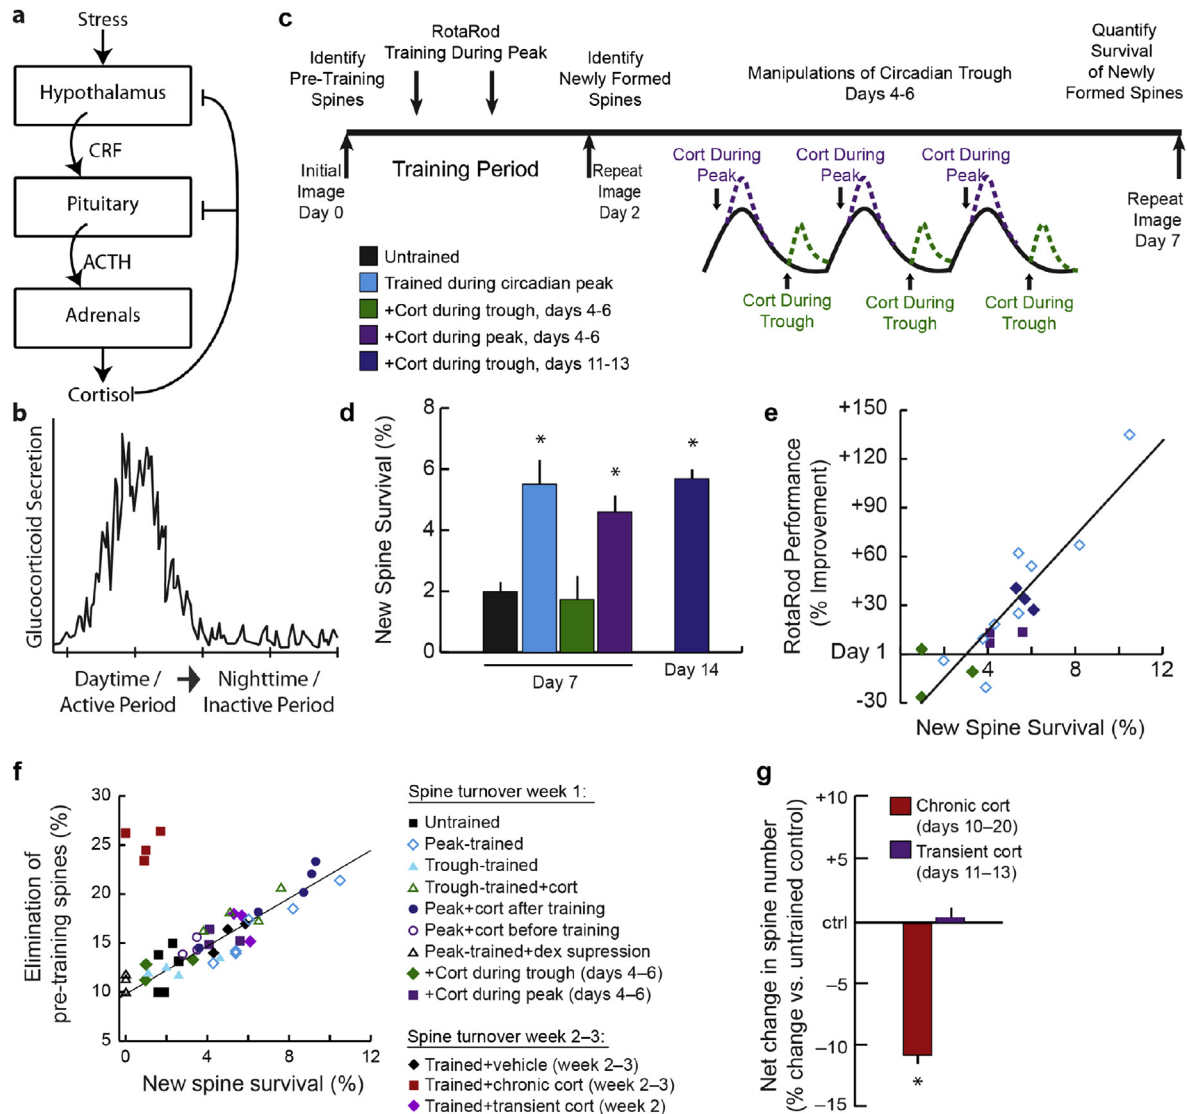 a
Stress
Hypothalamus
CRF
Pituitary
ACTH
Adrenals
Cortisol
c
Identify
Pre-Training
Spines
RotaRod
Training During Peak
Identify
Newly Formed
Spines
Manipulations of Circadian Trough
Days 4-6
Quantify
Survival
of Newly
Formed Spines
Initial
Image
Day 0
Training Period
Repeat
Image
Day 2
Cort During
Peak
Cort During
Peak
Cort During
Peak
Cort During
Trough
Cort During
Trough
Cort During
Trough
Repeat
Image
Day 7
Untrained
Trained during circadian peak
+Cort during trough, days 4-6
+Cort during peak, days 4-6
+Cort during trough, days 11-13
b
Glucocorticoid Secretion
Daytime /
Active Period
Nighttime /
Inactive Period
d
New Spine Survival (%)
8
6
4
2
0
*
*
*
Day 7
Day 14
e
RotaRod Performance
(% Improvement)
+150
+120
+90
+60
+30
Day 1
-30
4
8
12
New Spine Survival (%)
f
Elimination of
pre-training spines (%)
30
25
20
15
10
5
0
4
8
12
New spine survival (%)
Spine turnover week 1:
Untrained
Peak-trained
Trough-trained
Trough-trained+cort
Peak+cort after training
Peak+cort before training
Peak-trained+dex supression
+Cort during trough (days 4–6)
+Cort during peak (days 4–6)
Spine turnover week 2–3:
Trained+vehicle (week 2–3)
Trained+chronic cort (week 2–3)
Trained+transient cort (week 2)
g
Net change in spine number
(% change vs. untrained control)
+10
+5
ctrl
−5
−10
−15
Chronic cort
(days 10–20)
Transient cort
(days 11–13)
*